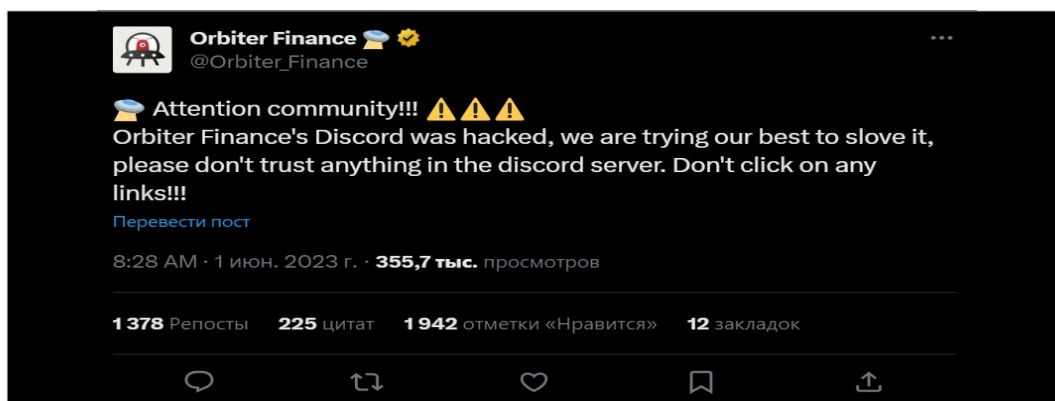 Orbiter Finance
@Orbiter_Finance
Attention community!!!
Orbiter Finance's Discord was hacked, we are trying our best to slove it,
please don't trust anything in the discord server. Don't click on any
links!!!
Перевести пост
8:28 AM · 1 июн. 2023 г. · 355,7 тыс. просмотров
1 378 Репосты 225 цитат 1 942 отметки «Нравится» 12 закладок